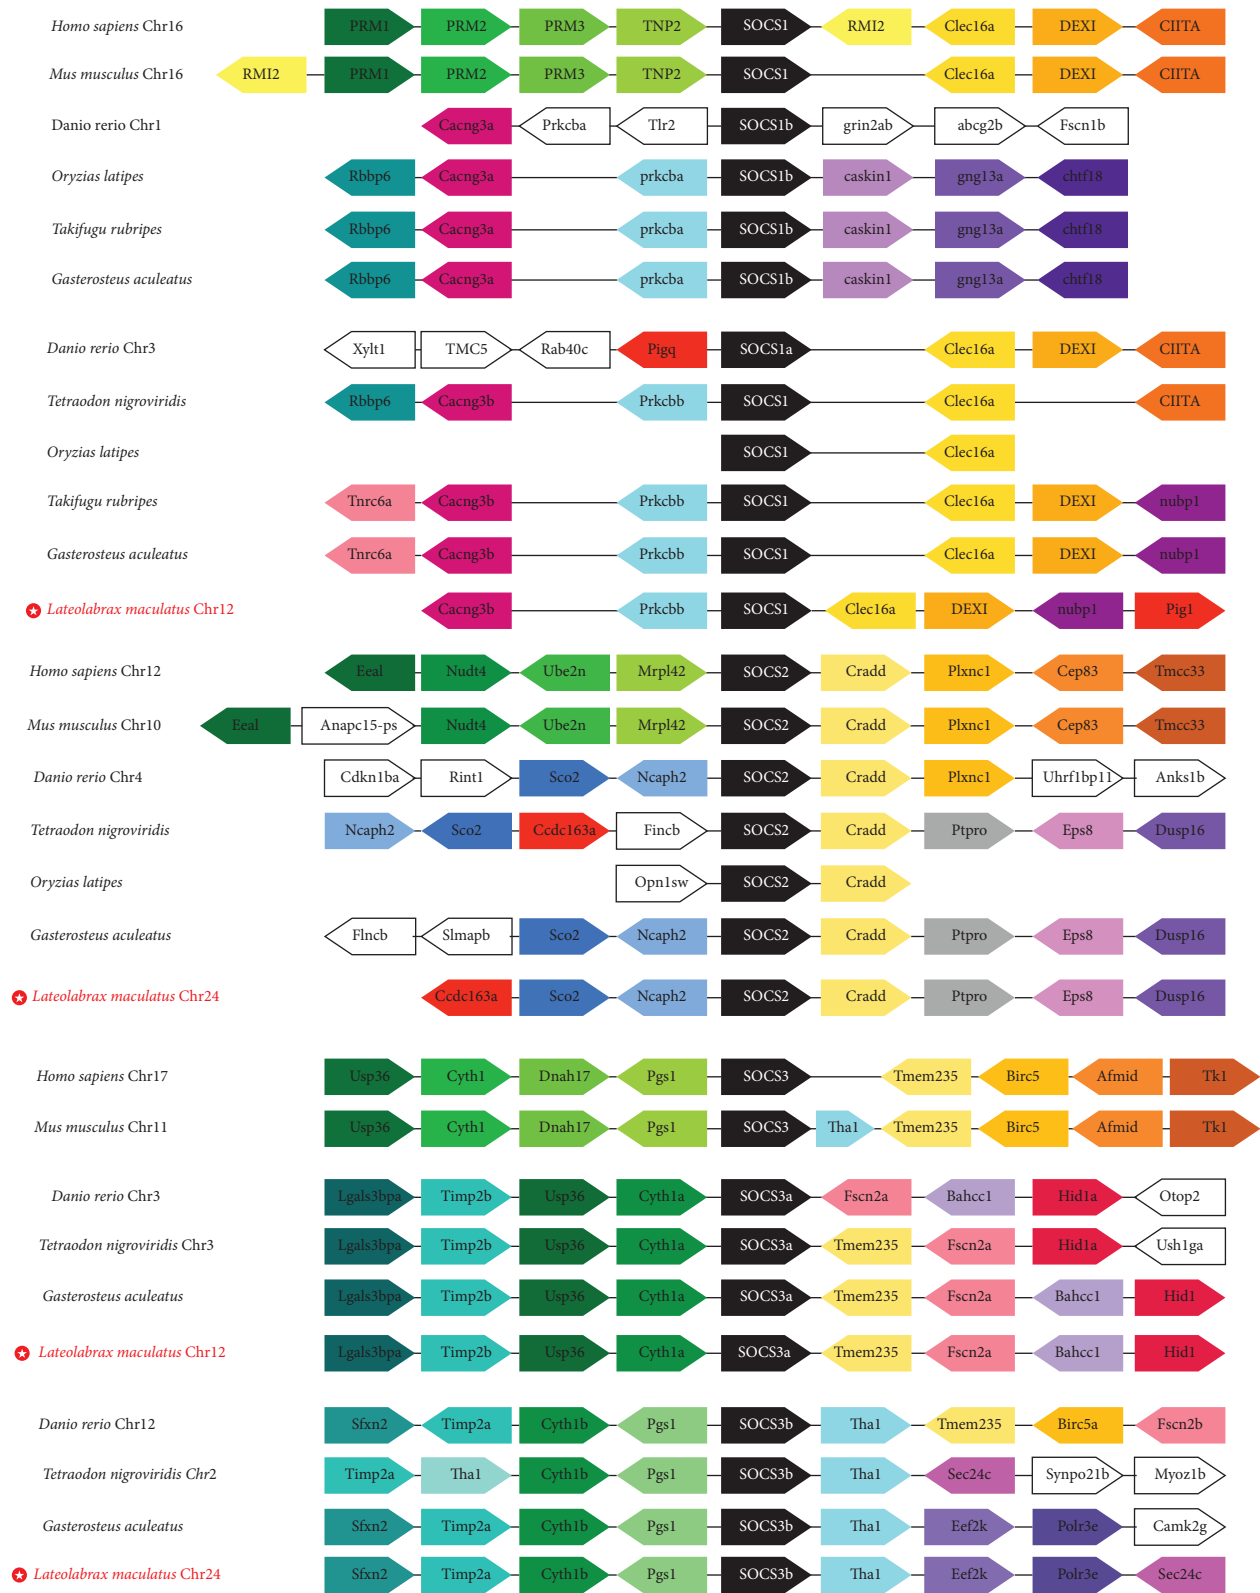 Homo sapiens Chr16 PRM1 PRM2 PRM3 TNP2 SOCS1 RMI2 Clec16a DEXI CIITA
Mus musculus Chr16 RMI2 PRM1 PRM2 PRM3 TNP2 SOCS1 Clec16a DEXI CIITA
Danio rerio Chr1 Cacng3a Prkcba Tlr2 SOCS1b grin2ab abcg2b Fscn1b
Oryzias latipes Rbbp6 Cacng3a prkcba SOCS1b caskin1 gng13a chtf18
Takifugu rubripes Rbbp6 Cacng3a prkcba SOCS1b caskin1 gng13a chtf18
Gasterosteus aculeatus Rbbp6 Cacng3a prkcba SOCS1b caskin1 gng13a chtf18
Danio rerio Chr3 Xylt1 TMC5 Rab40c Pigq SOCS1a Clec16a DEXI CIITA
Tetraodon nigroviridis Rbbp6 Cacng3b Prkcbb SOCS1 Clec16a CIITA
Oryzias latipes SOCS1 Clec16a
Takifugu rubripes Tnrc6a Cacng3b Prkcbb SOCS1 Clec16a DEXI nubp1
Gasterosteus aculeatus Tnrc6a Cacng3b Prkcbb SOCS1 Clec16a DEXI nubp1
Lateolabrax maculatus Chr12 Cacng3b Prkcbb SOCS1 Clec16a DEXI nubp1 Pig1
Homo sapiens Chr12 Eeal Nudt4 Ube2n Mrpl42 SOCS2 Cradd Plxnc1 Cep83 Tmcc33
Mus musculus Chr10 Eeal Anapc15-ps Nudt4 Ube2n Mrpl42 SOCS2 Cradd Plxnc1 Cep83 Tmcc33
Danio rerio Chr4 Cdkn1ba Rint1 Sco2 Ncaph2 SOCS2 Cradd Plxnc1 Uhrf1bp11 Anks1b
Tetraodon nigroviridis Ncaph2 Sco2 Ccdc163a Fincb SOCS2 Cradd Ptpro Eps8 Dusp16
Oryzias latipes Opn1sw SOCS2 Cradd
Gasterosteus aculeatus Flncb Slmapb Sco2 Ncaph2 SOCS2 Cradd Ptpro Eps8 Dusp16
Lateolabrax maculatus Chr24 Ccdc163a Sco2 Ncaph2 SOCS2 Cradd Ptpro Eps8 Dusp16
Homo sapiens Chr17 Usp36 Cyth1 Dnah17 Pgs1 SOCS3 Tmem235 Birc5 Afmid Tk1
Mus musculus Chr11 Usp36 Cyth1 Dnah17 Pgs1 SOCS3 Tha1 Tmem235 Birc5 Afmid Tk1
Danio rerio Chr3 Lgals3bpa Timp2b Usp36 Cyth1a SOCS3a Fscn2a Bahcc1 Hid1a Otop2
Tetraodon nigroviridis Chr3 Lgals3bpa Timp2b Usp36 Cyth1a SOCS3a Tmem235 Fscn2a Hid1a Ush1ga
Gasterosteus aculeatus Lgals3bpa Timp2b Usp36 Cyth1a SOCS3a Tmem235 Fscn2a Bahcc1 Hid1
Lateolabrax maculatus Chr12 Lgals3bpa Timp2b Usp36 Cyth1a SOCS3a Tmem235 Fscn2a Bahcc1 Hid1
Danio rerio Chr12 Sfxn2 Timp2a Cyth1b Pgs1 SOCS3b Tha1 Tmem235 Birc5a Fscn2b
Tetraodon nigroviridis Chr2 Timp2a Tha1 Cyth1b Pgs1 SOCS3b Tha1 Sec24c Synpo21b Myoz1b
Gasterosteus aculeatus Sfxn2 Timp2a Cyth1b Pgs1 SOCS3b Tha1 Eef2k Polr3e Camk2g
Lateolabrax maculatus Chr24 Sfxn2 Timp2a Cyth1b Pgs1 SOCS3b Tha1 Eef2k Polr3e Sec24c